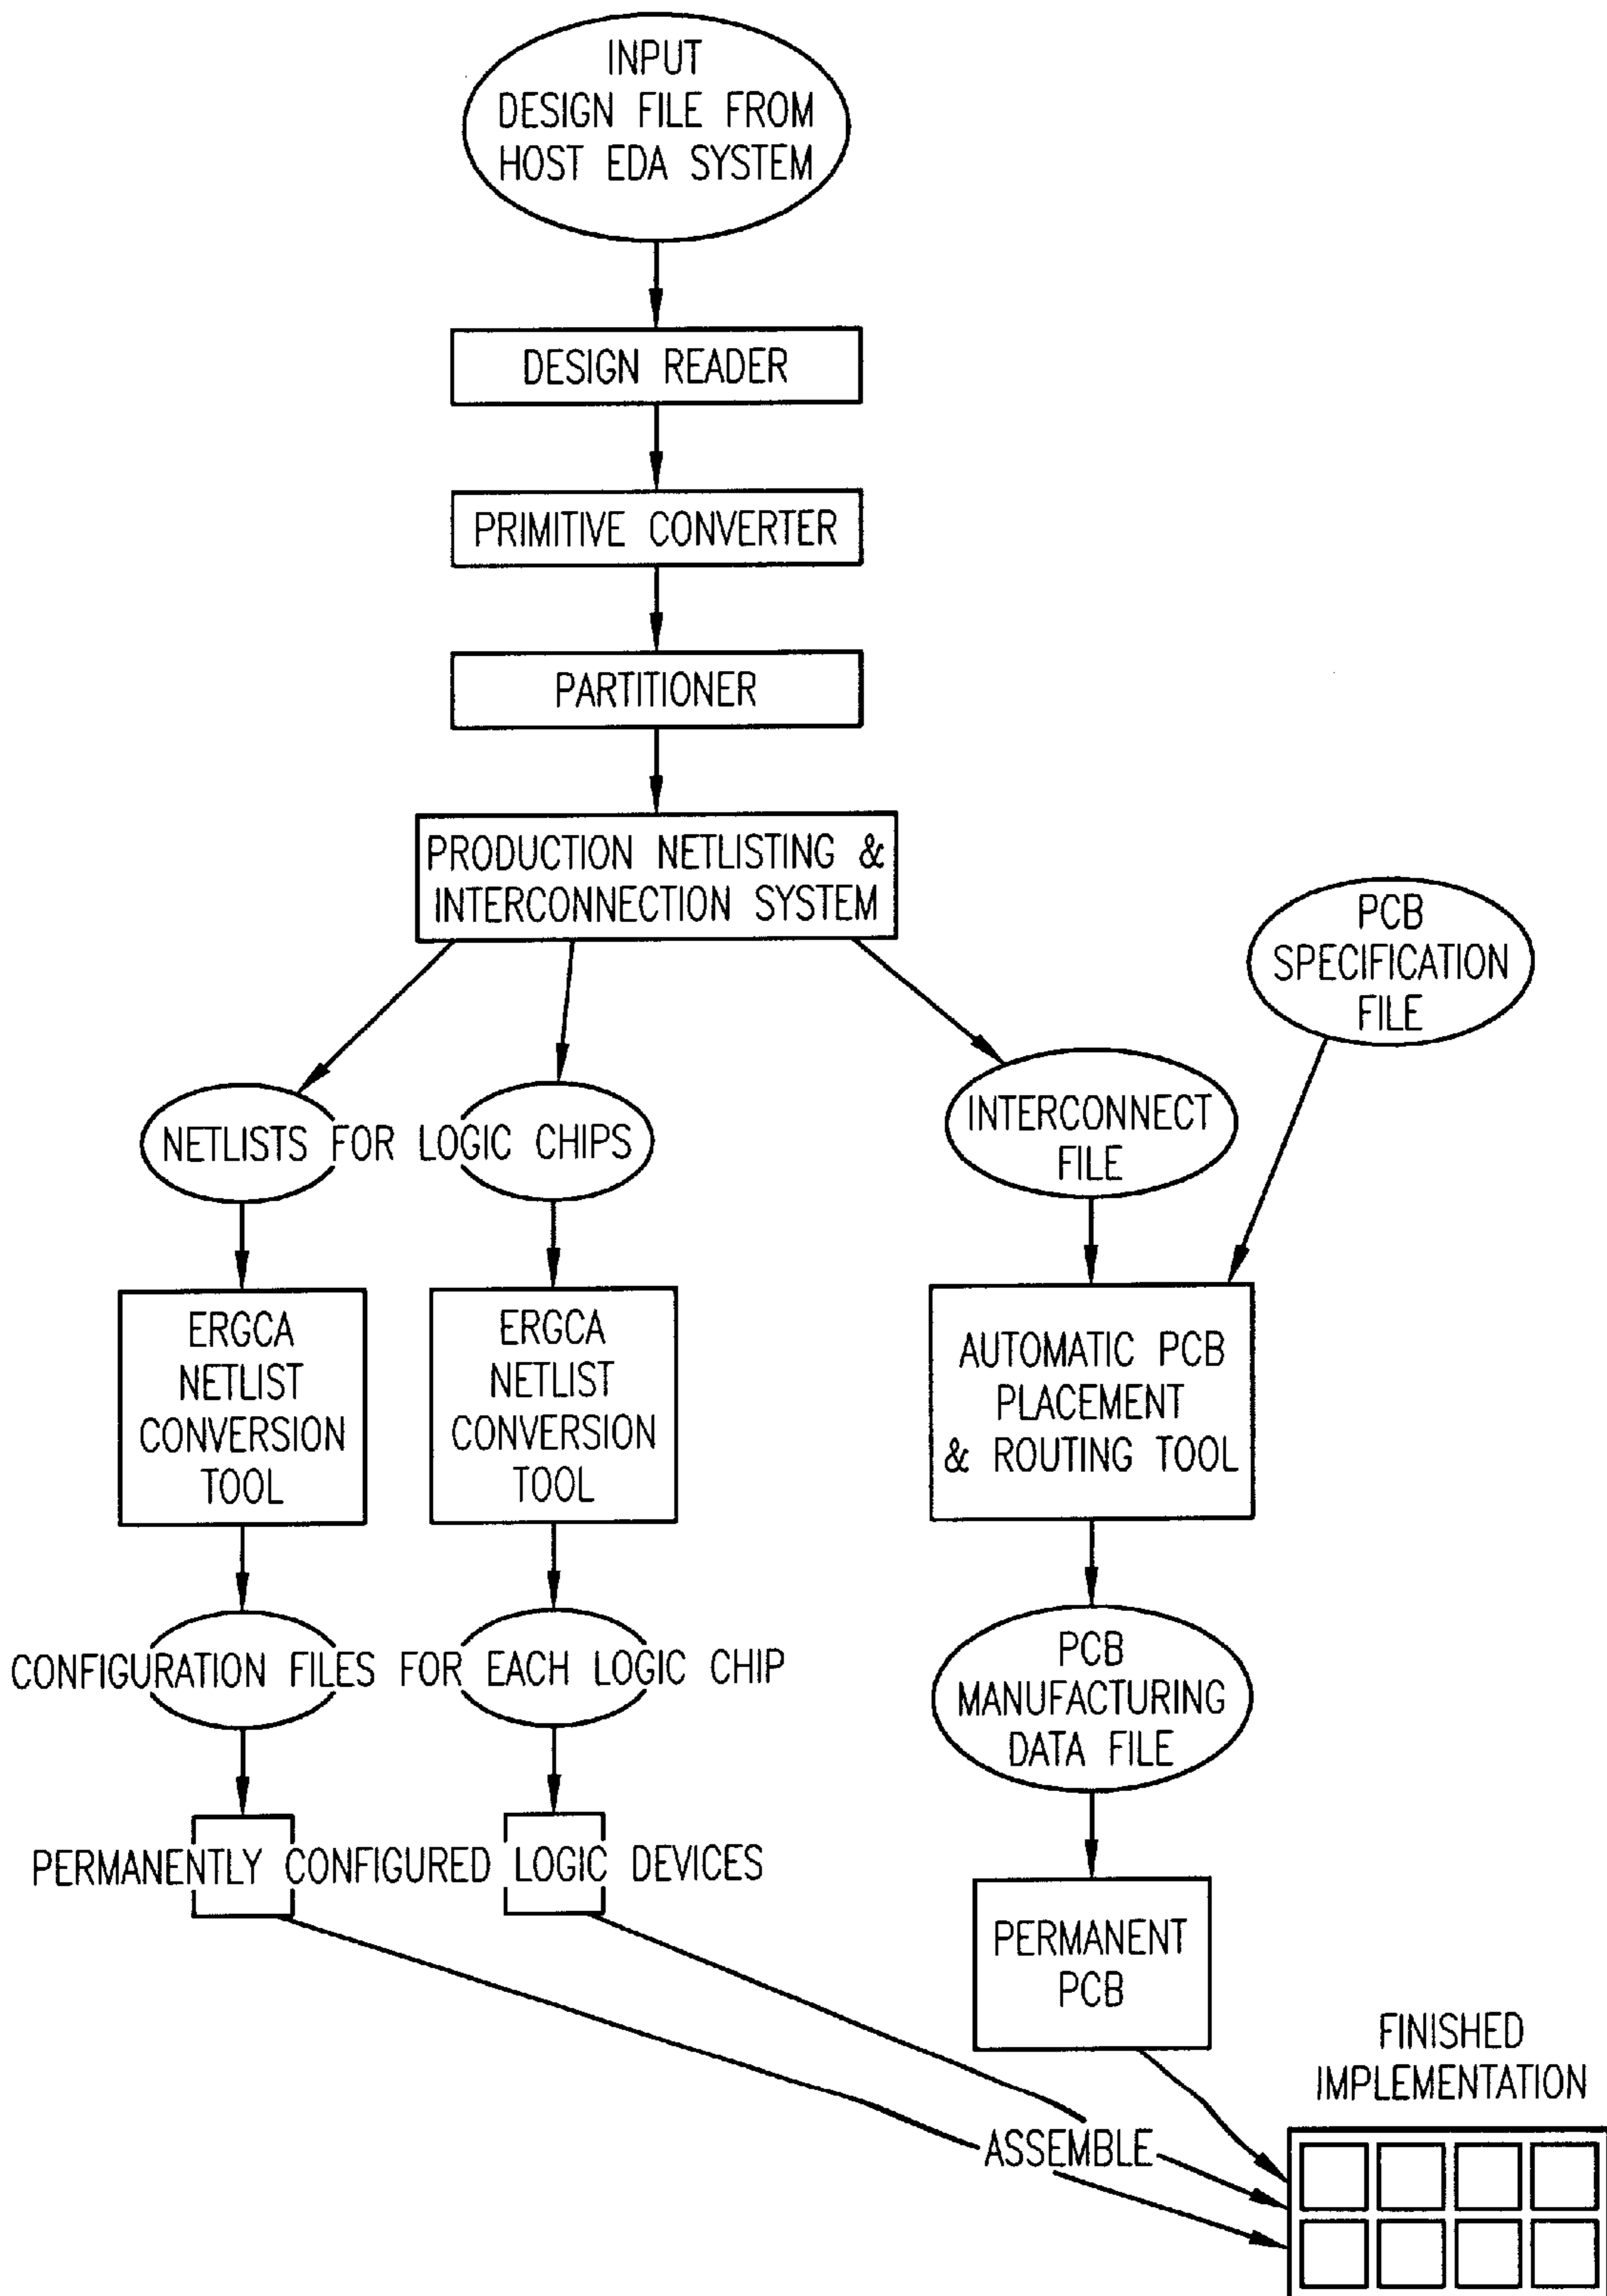 INPUT
DESIGN FILE FROM
HOST EDA SYSTEM
DESIGN READER
PRIMITIVE CONVERTER
PARTITIONER
PRODUCTION NETLISTING &
INTERCONNECTION SYSTEM
PCB
SPECIFICATION
FILE
NETLISTS FOR LOGIC CHIPS
INTERCONNECT
FILE
ERGCA
NETLIST
CONVERSION
TOOL
ERGCA
NETLIST
CONVERSION
TOOL
AUTOMATIC PCB
PLACEMENT
& ROUTING TOOL
CONFIGURATION FILES FOR EACH LOGIC CHIP
PCB
MANUFACTURING
DATA FILE
PERMANENTLY CONFIGURED LOGIC DEVICES
PERMANENT
PCB
FINISHED
IMPLEMENTATION
ASSEMBLE